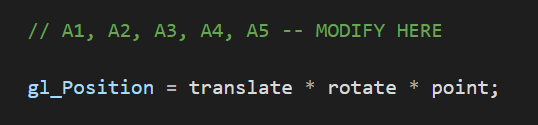 // A1, A2, A3, A4, A5 -- MODIFY HERE
gl_Position = translate * rotate * point;